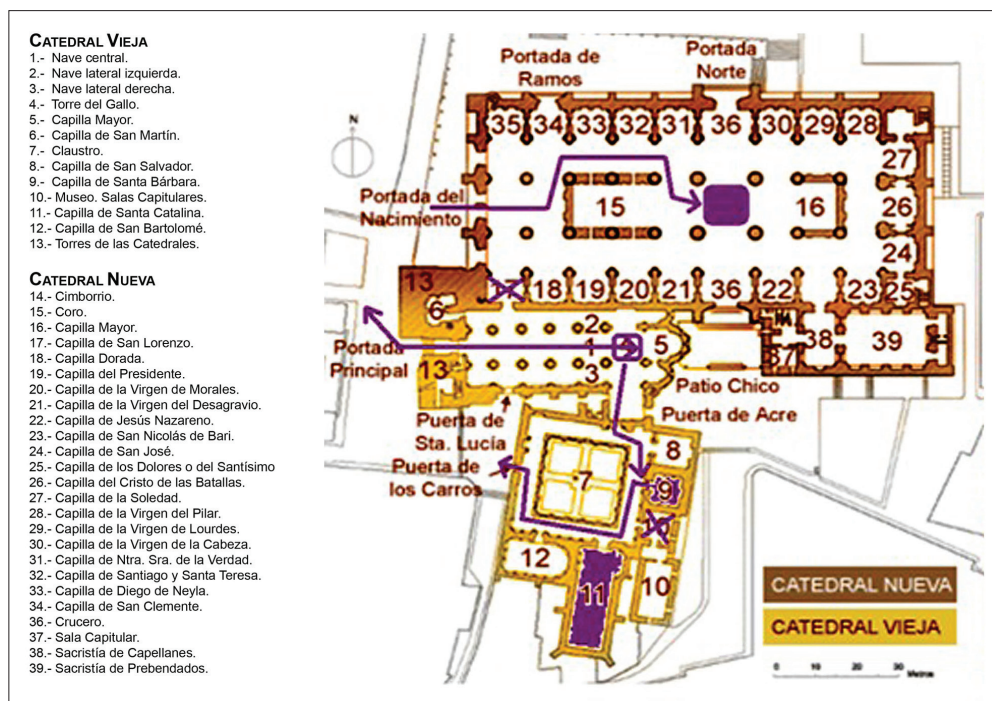 CATEDRAL VIEJA
1.- Nave central.
2.- Nave lateral izquierda.
3.- Nave lateral derecha.
4.- Torre del Gallo.
5.- Capilla Mayor.
6.- Capilla de San Martín.
7.- Claustro.
8.- Capilla de San Salvador.
9.- Capilla de Santa Bárbara.
10.- Museo. Salas Capitulares.
11.- Capilla de Santa Catalina.
12.- Capilla de San Bartolomé.
13.- Torres de las Catedrales.
CATEDRAL NUEVA
14.- Cimborrio.
15.- Coro.
16.- Capilla Mayor.
17.- Capilla de San Lorenzo.
18.- Capilla Dorada.
19.- Capilla del Presidente.
20.- Capilla de la Virgen de Morales.
21.- Capilla de la Virgen del Desagravio.
22.- Capilla de Jesús Nazareno.
23.- Capilla de San Nicolás de Bari.
24.- Capilla de San José.
25.- Capilla de los Dolores o del Santísimo
26.- Capilla del Cristo de las Batallas.
27.- Capilla de la Soledad.
28.- Capilla de la Virgen del Pilar.
29.- Capilla de la Virgen de Lourdes.
30.- Capilla de la Virgen de la Cabeza.
31.- Capilla de Ntra. Sra. de la Verdad.
32.- Capilla de Santiago y Santa Teresa.
33.- Capilla de Diego de Neyla.
34.- Capilla de San Clemente.
36.- Crucero.
37.- Sala Capitular.
38.- Sacristía de Capellanes.
39.- Sacristía de Prebendados.
Portada de
Ramos
Portada
Norte
N
35 34 33 32 31 36 30 29 28
27
Portada del
Nacimiento
15
16
26
24
13
17 18 19 20 21 36 22 23 25
6
2
1
5
3
38
39
37
Portada
Principal
13
Patio Chico
Puerta de Acre
Puerta de
Sta. Lucía
Puerta de
los Carros
8
7
9
10
12
11
10
CATEDRAL NUEVA
CATEDRAL VIEJA
0 10 20 30
Metros